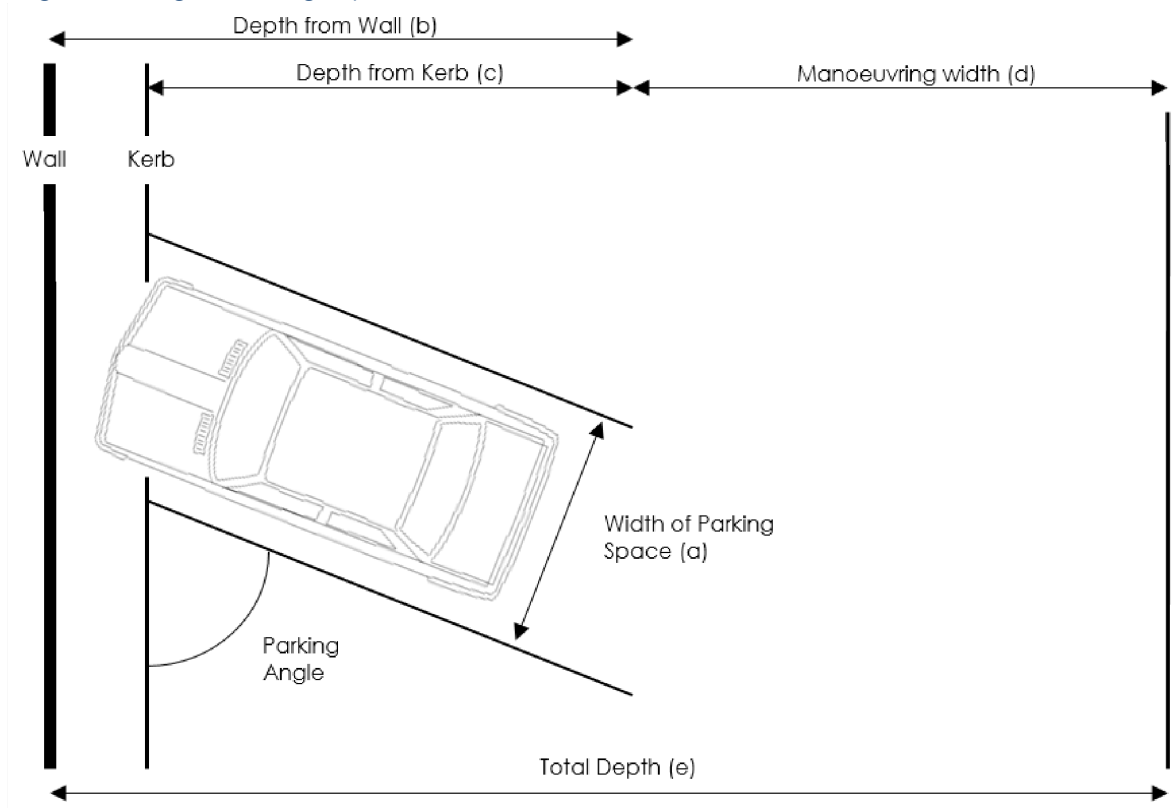 Depth from Wall (b)
Depth from Kerb (c)
Manoeuvring width (d)
Wall
Kerb
Width of Parking
Space (a)
Parking
Angle
Total Depth (e)